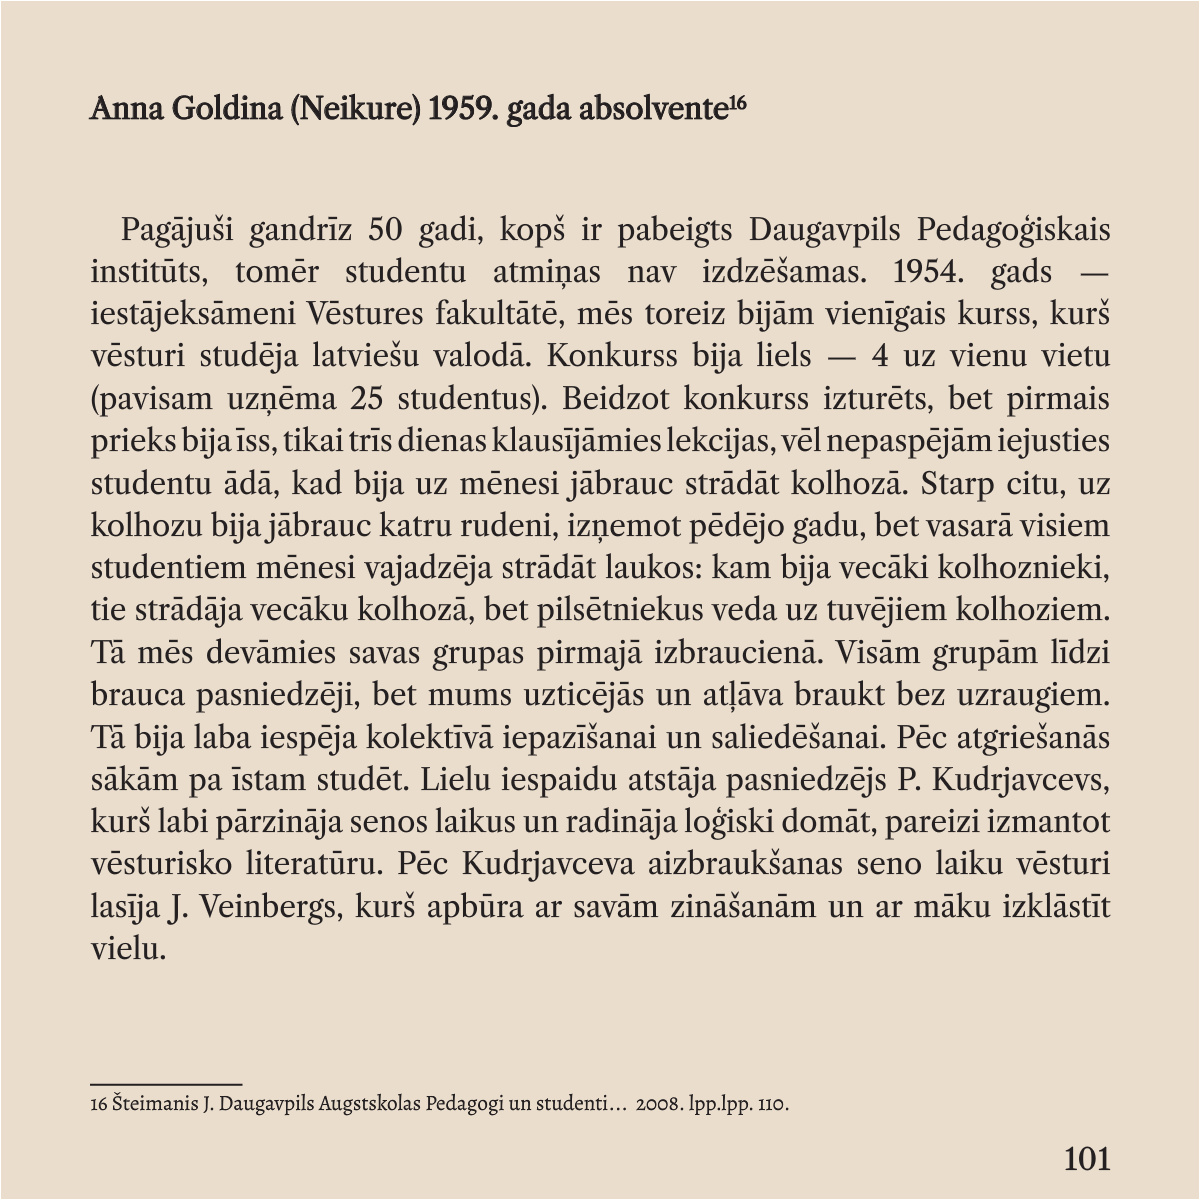 Anna Goldina (Neikure) 1959. gada absolvente¹⁶
Pagājuši gandrīz 50 gadi, kopš ir pabeigts Daugavpils Pedagoģiskais
institūts, tomēr studentu atmiņas nav izdzēšamas. 1954. gads —
iestājeksāmeni Vēstures fakultātē, mēs toreiz bijām vienīgais kurss, kurš
vēsturi studēja latviešu valodā. Konkurss bija liels — 4 uz vienu vietu
(pavisam uzņēma 25 studentus). Beidzot konkurss izturēts, bet pirmais
prieks bija īss, tikai trīs dienas klausījāmies lekcijas, vēl nepaspējām iejusties
studentu ādā, kad bija uz mēnesi jābrauc strādāt kolhozā. Starp citu, uz
kolhozu bija jābrauc katru rudeni, izņemot pēdējo gadu, bet vasarā visiem
studentiem mēnesi vajadzēja strādāt laukos: kam bija vecāki kolhoznieki,
tie strādāja vecāku kolhozā, bet pilsētniekus veda uz tuvējiem kolhoziem.
Tā mēs devāmies savas grupas pirmajā izbraucienā. Visām grupām līdzi
brauca pasniedzēji, bet mums uzticējās un atļāva braukt bez uzraugiem.
Tā bija laba iespēja kolektīvā iepazīšanai un saliedēšanai. Pēc atgriešanās
sākām pa īstam studēt. Lielu iespaidu atstāja pasniedzējs P. Kudrjavcevs,
kurš labi pārzināja senos laikus un radināja loģiski domāt, pareizi izmantot
vēsturisko literatūru. Pēc Kudrjavceva aizbraukšanas seno laiku vēsturi
lasīja J. Veinbergs, kurš apbūra ar savām zināšanām un ar māku izklāstīt
vielu.
16 Šteimanis J. Daugavpils Augstskolas Pedagogi un studenti… 2008. lpp.lpp. 110.
101